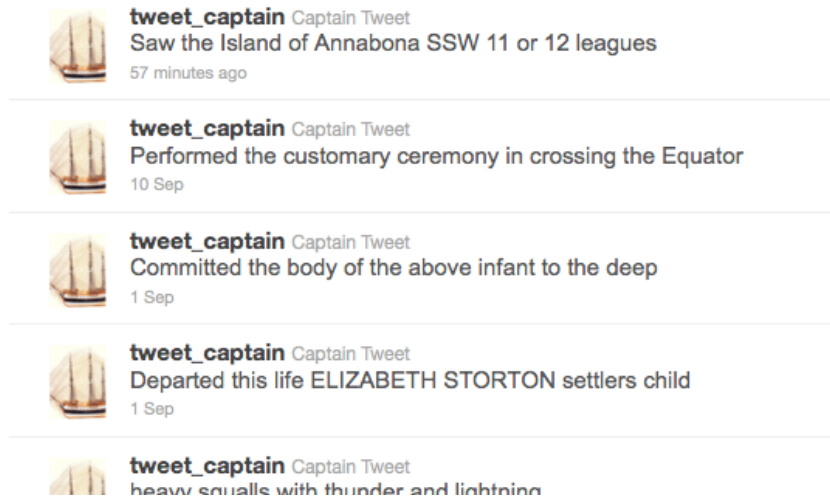 tweet_captain Captain Tweet
Saw the Island of Annabona SSW 11 or 12 leagues
57 minutes ago
tweet_captain Captain Tweet
Performed the customary ceremony in crossing the Equator
10 Sep
tweet_captain Captain Tweet
Committed the body of the above infant to the deep
1 Sep
tweet_captain Captain Tweet
Departed this life ELIZABETH STORTON settlers child
1 Sep
tweet_captain Captain Tweet
heavy squalls with thunder and lightning